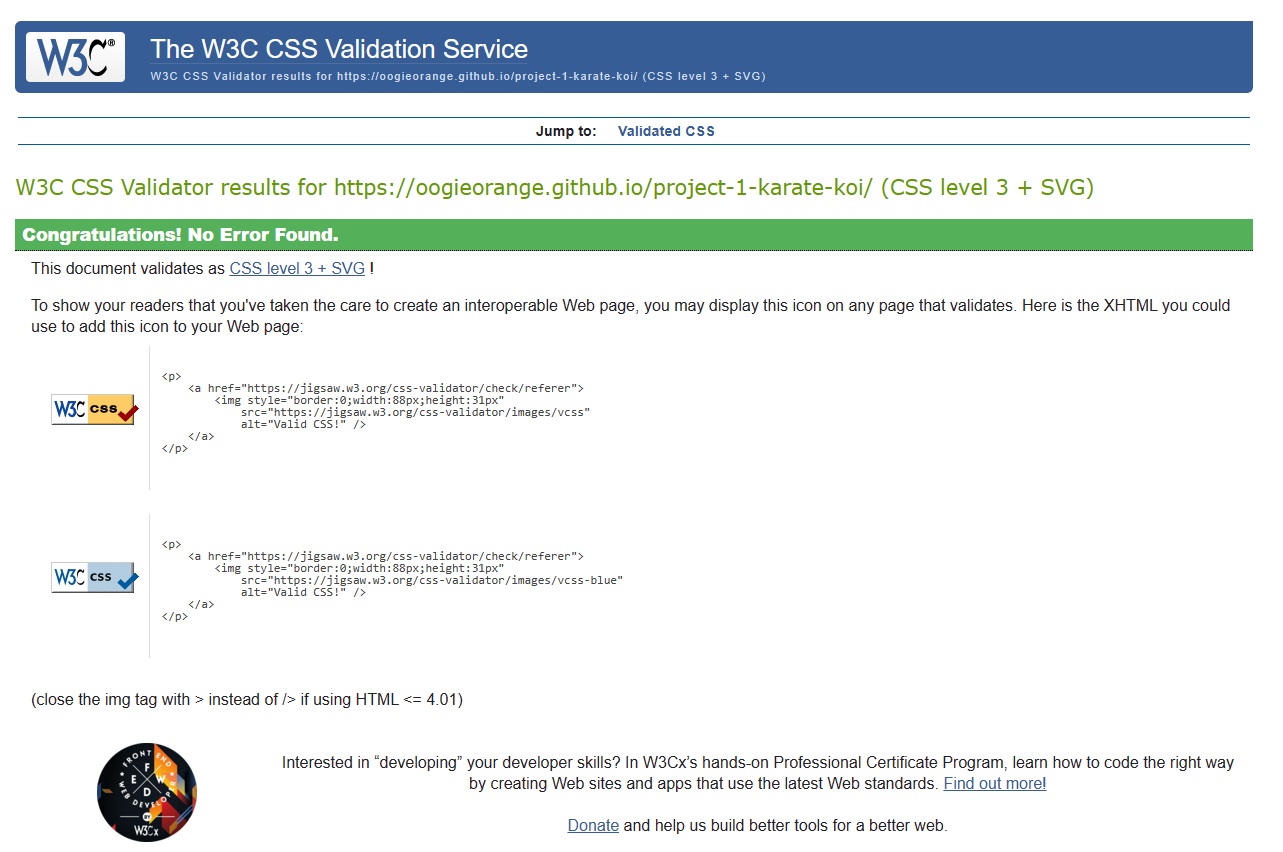 W3C®
The W3C CSS Validation Service
W3C CSS Validator results for https://oogieorange.github.io/project-1-karate-koi/ (CSS level 3 + SVG)
Jump to: Validated CSS
W3C CSS Validator results for https://oogieorange.github.io/project-1-karate-koi/ (CSS level 3 + SVG)
Congratulations! No Error Found.
This document validates as CSS level 3 + SVG !
To show your readers that you've taken the care to create an interoperable Web page, you may display this icon on any page that validates. Here is the XHTML you could
use to add this icon to your Web page:
W3C css
<p>
    <a href="https://jigsaw.w3.org/css-validator/check/referer">
        <img style="border:0;width:88px;height:31px"
            src="https://jigsaw.w3.org/css-validator/images/vcss"
            alt="Valid CSS!" />
    </a>
</p>
W3C css
<p>
    <a href="https://jigsaw.w3.org/css-validator/check/referer">
        <img style="border:0;width:88px;height:31px"
            src="https://jigsaw.w3.org/css-validator/images/vcss-blue"
            alt="Valid CSS!" />
    </a>
</p>
(close the img tag with > instead of /> if using HTML <= 4.01)
FRONT END
F
E W
D
WEB DEVELOPER
BY
W3Cx
Interested in “developing” your developer skills? In W3Cx’s hands-on Professional Certificate Program, learn how to code the right way
by creating Web sites and apps that use the latest Web standards. Find out more!
Donate and help us build better tools for a better web.